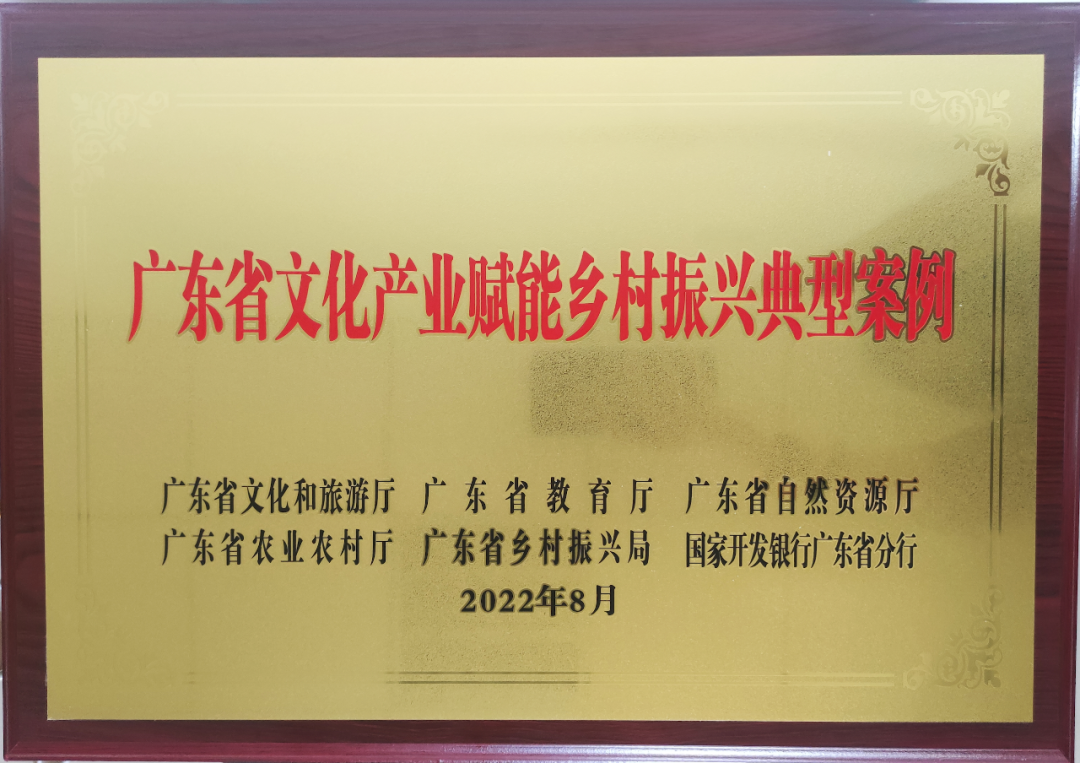 广东省文化产业赋能乡村振兴典型案例
广东省文化和旅游厅 广东省教育厅 广东省自然资源厅
广东省农业农村厅 广东省乡村振兴局 国家开发银行广东省分行
2022年8月